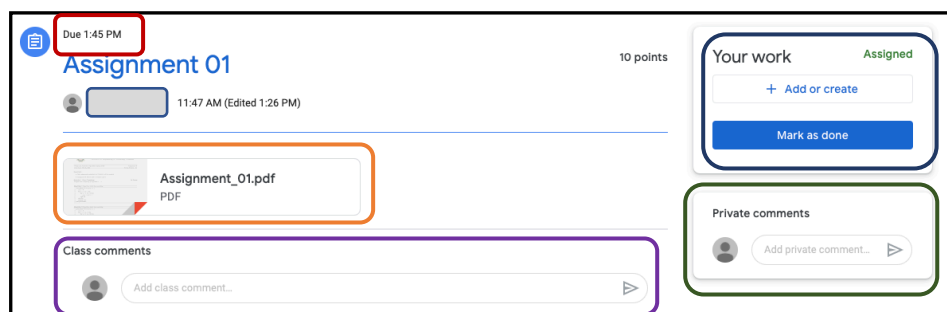 Due 1:45 PM
Assignment 01
10 points
11:47 AM (Edited 1:26 PM)
Assignment_01.pdf
PDF
Class comments
Add class comment...
Your work
Assigned
+ Add or create
Mark as done
Private comments
Add private comment...